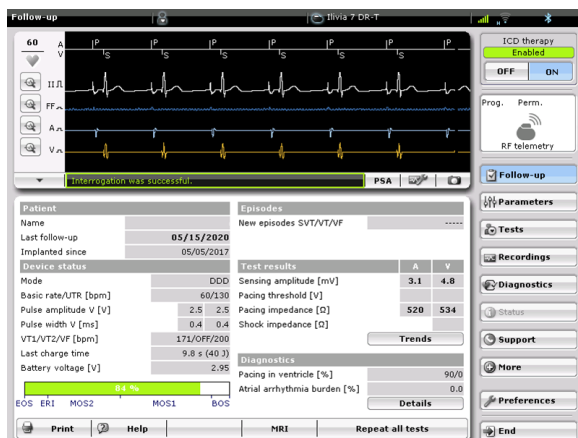 Follow-up
Ilivia 7 DR-T
60 A P P P P P P
V S S S S S S
II
FF
A
V
Interrogation was successful. PSA
Patient
Name
Last follow-up 05/15/2020
Implanted since 05/05/2017
Device status
Mode DDD
Basic rate/UTR [bpm] 60/130
Pulse amplitude V [V] 2.5 2.5
Pulse width V [ms] 0.4 0.4
VT1/VT2/VF [bpm] 171/OFF/200
Last charge time 9.8 s (40 J)
Battery voltage [V] 2.95
84 %
EOS ERI MOS2 MOS1 BOS
Episodes
New episodes SVT/VT/VF -----
Test results A V
Sensing amplitude [mV] 3.1 4.8
Pacing threshold [V]
Pacing impedance [Ω] 520 534
Shock impedance [Ω]
Trends
Diagnostics
Pacing in ventricle [%] 90/0
Atrial arrhythmia burden [%] 0.0
Details
Print Help MRI Repeat all tests
ICD therapy
Enabled
OFF ON
Prog. Perm.
RF telemetry
Follow-up
Parameters
Tests
Recordings
Diagnostics
Status
Support
More
Preferences
End